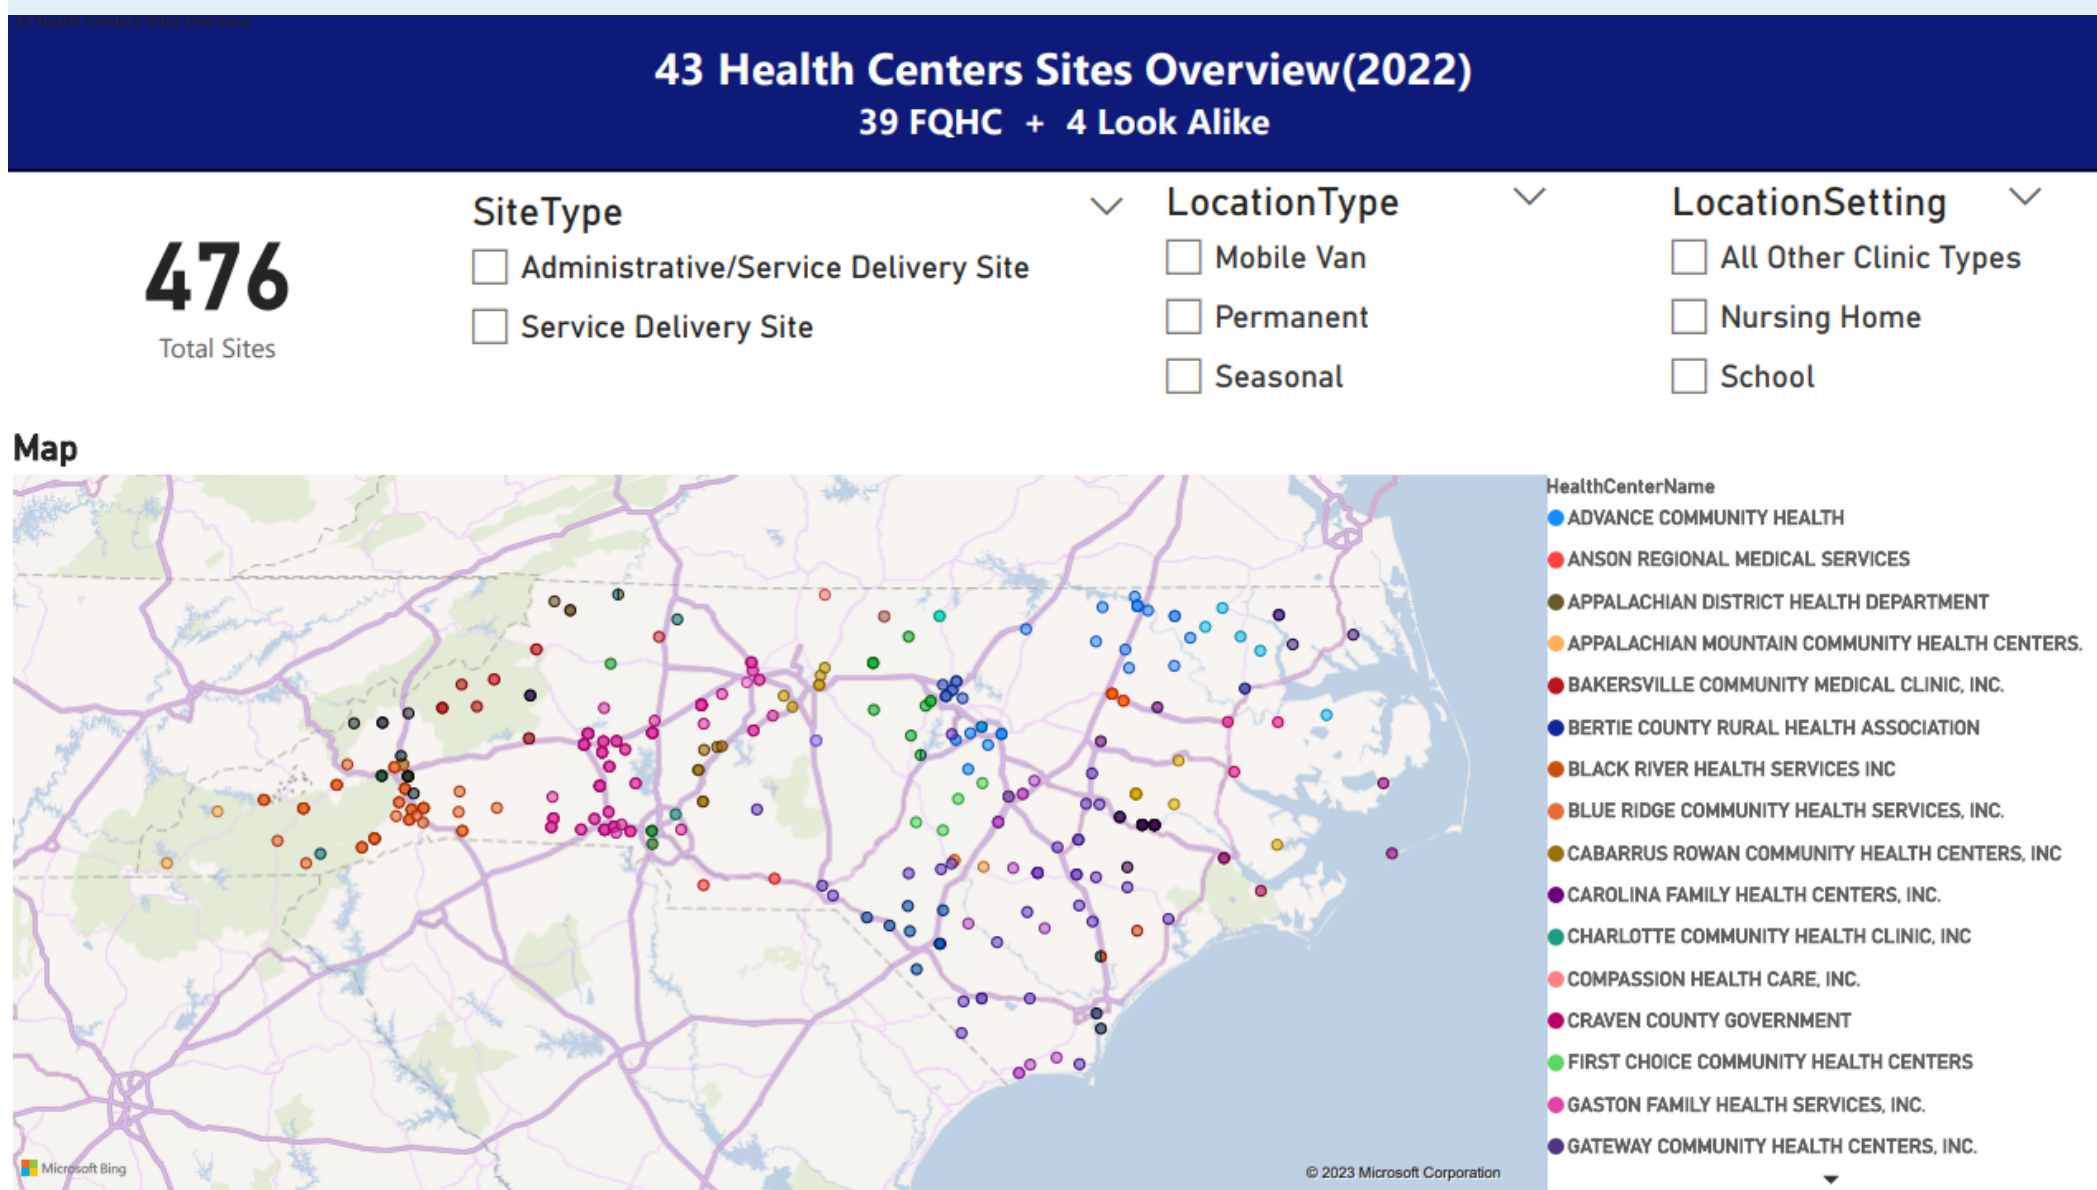 43 Health Centers Sites Overview
43 Health Centers Sites Overview(2022)
39 FQHC + 4 Look Alike
476
Total Sites
SiteType
Administrative/Service Delivery Site
Service Delivery Site
LocationType
Mobile Van
Permanent
Seasonal
LocationSetting
All Other Clinic Types
Nursing Home
School
Map
HealthCenterName
ADVANCE COMMUNITY HEALTH
ANSON REGIONAL MEDICAL SERVICES
APPALACHIAN DISTRICT HEALTH DEPARTMENT
APPALACHIAN MOUNTAIN COMMUNITY HEALTH CENTERS.
BAKERSVILLE COMMUNITY MEDICAL CLINIC, INC.
BERTIE COUNTY RURAL HEALTH ASSOCIATION
BLACK RIVER HEALTH SERVICES INC
BLUE RIDGE COMMUNITY HEALTH SERVICES, INC.
CABARRUS ROWAN COMMUNITY HEALTH CENTERS, INC
CAROLINA FAMILY HEALTH CENTERS, INC.
CHARLOTTE COMMUNITY HEALTH CLINIC, INC
COMPASSION HEALTH CARE, INC.
CRAVEN COUNTY GOVERNMENT
FIRST CHOICE COMMUNITY HEALTH CENTERS
GASTON FAMILY HEALTH SERVICES, INC.
GATEWAY COMMUNITY HEALTH CENTERS, INC.
Microsoft Bing
© 2023 Microsoft Corporation